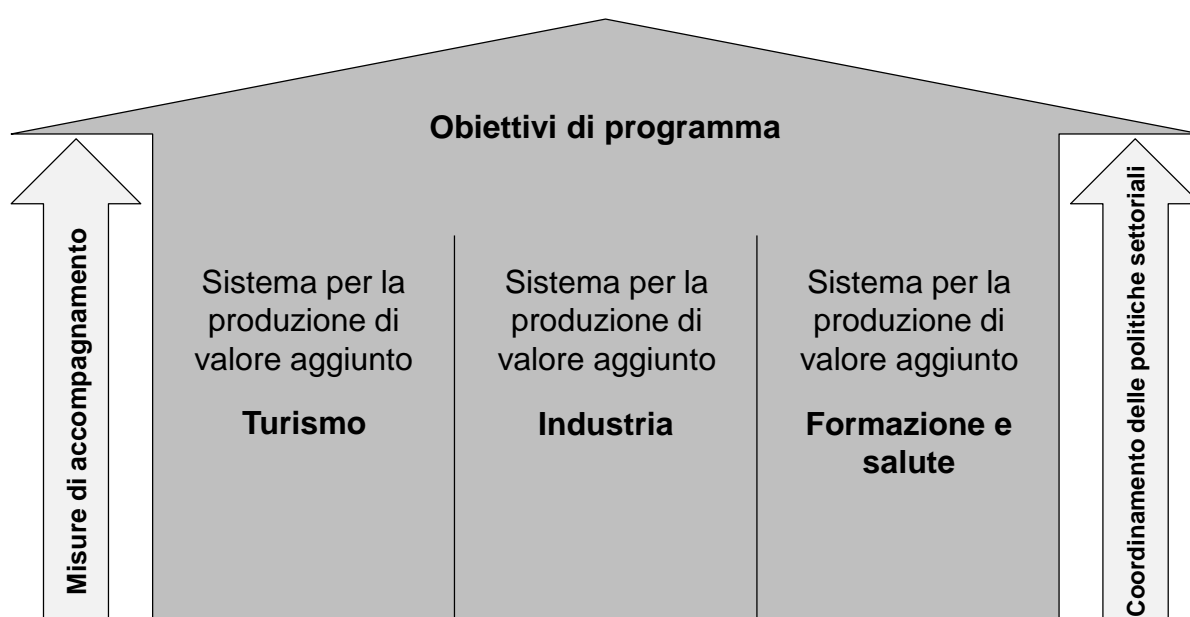 Obiettivi di programma
Misure di accompagnamento
Sistema per la
produzione di
valore aggiunto
Turismo
Sistema per la
produzione di
valore aggiunto
Industria
Sistema per la
produzione di
valore aggiunto
Formazione e
salute
Coordinamento delle politiche settoriali